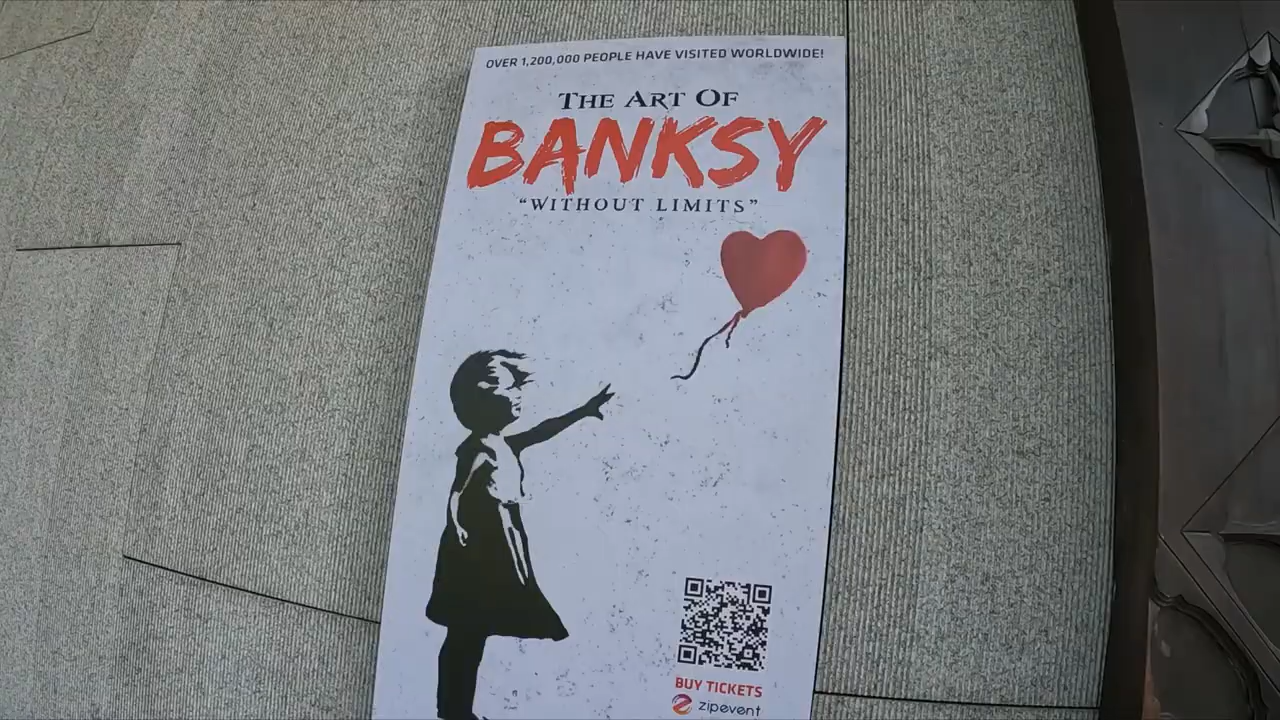 OVER 1,200,000 PEOPLE HAVE VISITED WORLDWIDE!
THE ART OF
BANKSY
“WITHOUT LIMITS”
BUY TICKETS
zipevent